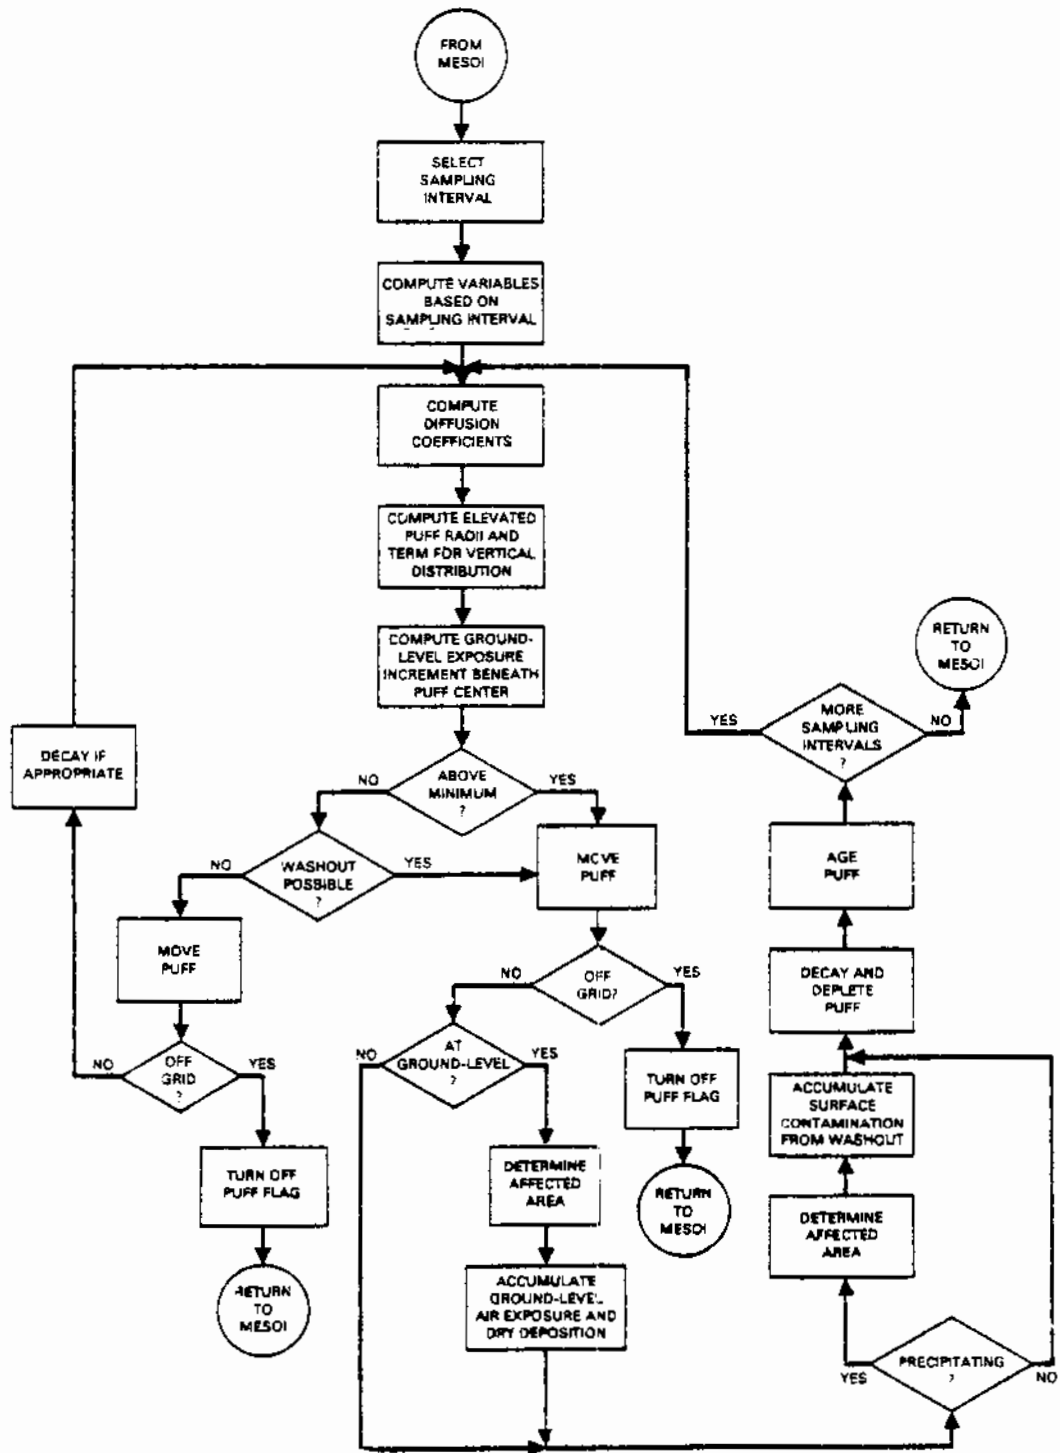 FROM
MESOI
SELECT
SAMPLING
INTERVAL
COMPUTE VARIABLES
BASED ON
SAMPLING INTERVAL
COMPUTE
DIFFUSION
COEFFICIENTS
COMPUTE ELEVATED
PUFF RADII AND
TERM FOR VERTICAL
DISTRIBUTION
COMPUTE GROUND-
LEVEL EXPOSURE
INCREMENT BENEATH
PUFF CENTER
RETURN
TO
MESOI
MORE
SAMPLING
INTERVALS
?
YES
NO
DECAY IF
APPROPRIATE
ABOVE
MINIMUM
?
NO
YES
WASHOUT
POSSIBLE
?
NO
YES
MOVE
PUFF
AGE
PUFF
MOVE
PUFF
OFF
GRID?
NO
YES
DECAY AND
DEPLETE
PUFF
OFF
GRID
?
NO
YES
AT
GROUND-LEVEL
?
NO
YES
TURN OFF
PUFF FLAG
ACCUMULATE
SURFACE
CONTAMINATION
FROM WASHOUT
TURN OFF
PUFF FLAG
DETERMINE
AFFECTED
AREA
RETURN
TO
MESOI
DETERMINE
AFFECTED
AREA
RETURN
TO
MESOI
ACCUMULATE
GROUND-LEVEL
AIR EXPOSURE AND
DRY DEPOSITION
PRECIPITATING
?
YES
NO